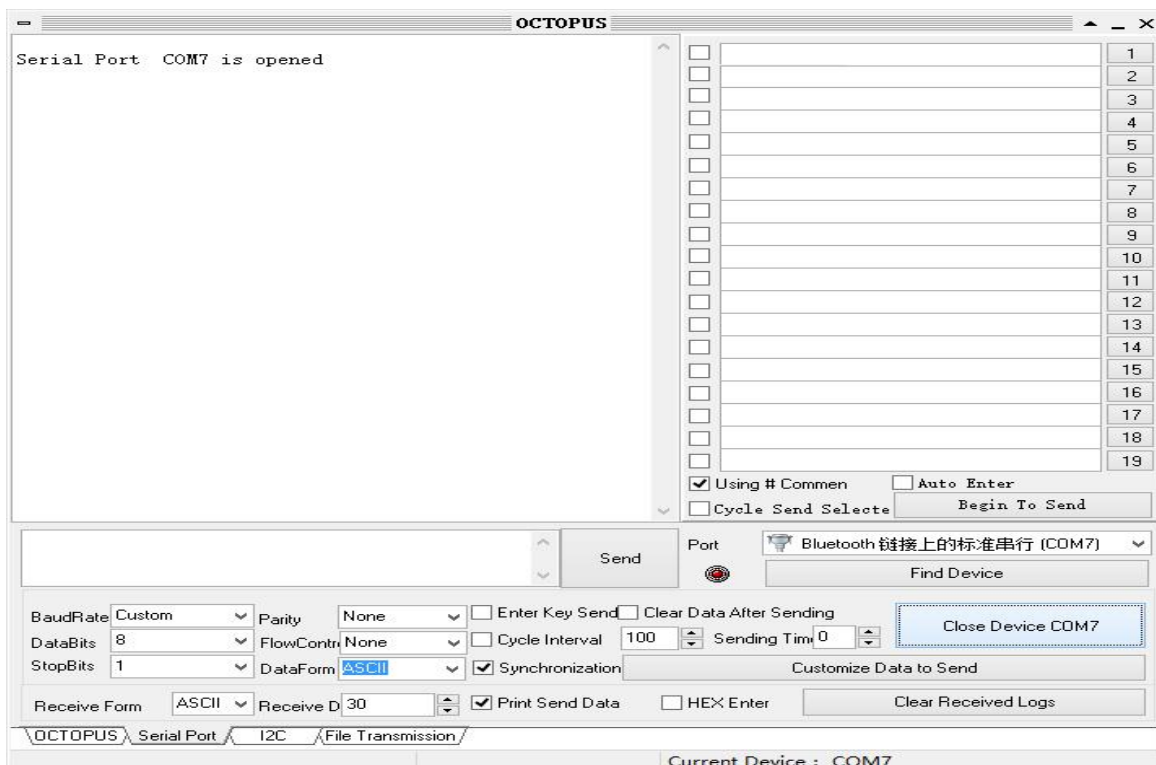 OCTOPUS
Serial Port COM7 is opened
1
2
3
4
5
6
7
8
9
10
11
12
13
14
15
16
17
18
19
Using # Commen
Auto Enter
Cycle Send Selecte
Begin To Send
Send
Port
Bluetooth 链接上的标准串行 (COM7)
Find Device
BaudRate Custom
Parity None
Enter Key Send
Clear Data After Sending
Close Device COM7
DataBits 8
FlowContr None
Cycle Interval 100
Sending Tim 0
StopBits 1
DataForm ASCII
Synchronization
Customize Data to Send
Receive Form ASCII
Receive D 30
Print Send Data
HEX Enter
Clear Received Logs
OCTOPUS
Serial Port
I2C
File Transmission
Current Device : COM7